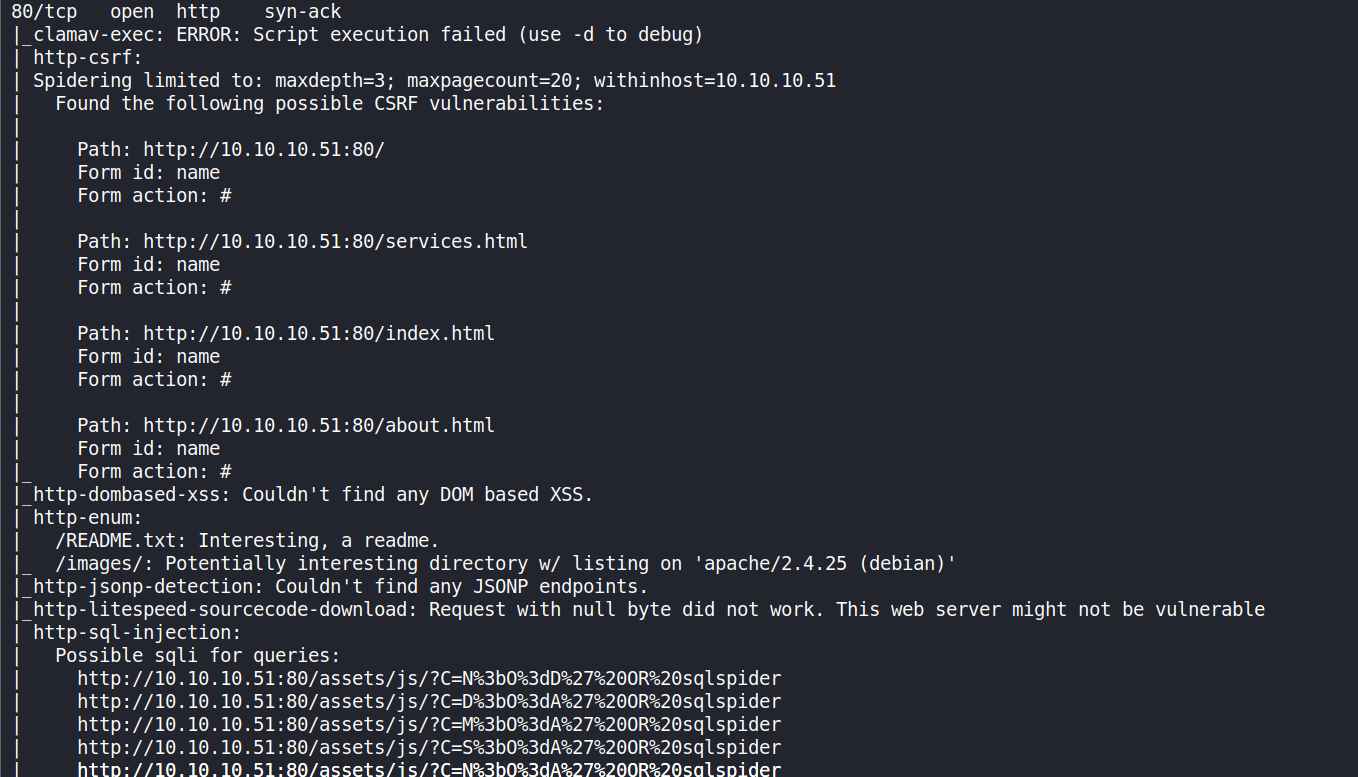 80/tcp   open  http    syn-ack
|_clamav-exec: ERROR: Script execution failed (use -d to debug)
| http-csrf:
| Spidering limited to: maxdepth=3; maxpagecount=20; withinhost=10.10.10.51
|   Found the following possible CSRF vulnerabilities:
|
|     Path: http://10.10.10.51:80/
|     Form id: name
|     Form action: #
|
|     Path: http://10.10.10.51:80/services.html
|     Form id: name
|     Form action: #
|
|     Path: http://10.10.10.51:80/index.html
|     Form id: name
|     Form action: #
|
|     Path: http://10.10.10.51:80/about.html
|     Form id: name
|_    Form action: #
|_http-dombased-xss: Couldn't find any DOM based XSS.
| http-enum:
|   /README.txt: Interesting, a readme.
|_  /images/: Potentially interesting directory w/ listing on 'apache/2.4.25 (debian)'
|_http-jsonp-detection: Couldn't find any JSONP endpoints.
|_http-litespeed-sourcecode-download: Request with null byte did not work. This web server might not be vulnerable
| http-sql-injection:
|   Possible sqli for queries:
|     http://10.10.10.51:80/assets/js/?C=N%3bO%3dD%27%20OR%20sqlspider
|     http://10.10.10.51:80/assets/js/?C=D%3bO%3dA%27%20OR%20sqlspider
|     http://10.10.10.51:80/assets/js/?C=M%3bO%3dA%27%20OR%20sqlspider
|     http://10.10.10.51:80/assets/js/?C=S%3bO%3dA%27%20OR%20sqlspider
|     http://10.10.10.51:80/assets/js/?C=N%3bO%3dA%27%20OR%20sqlspider